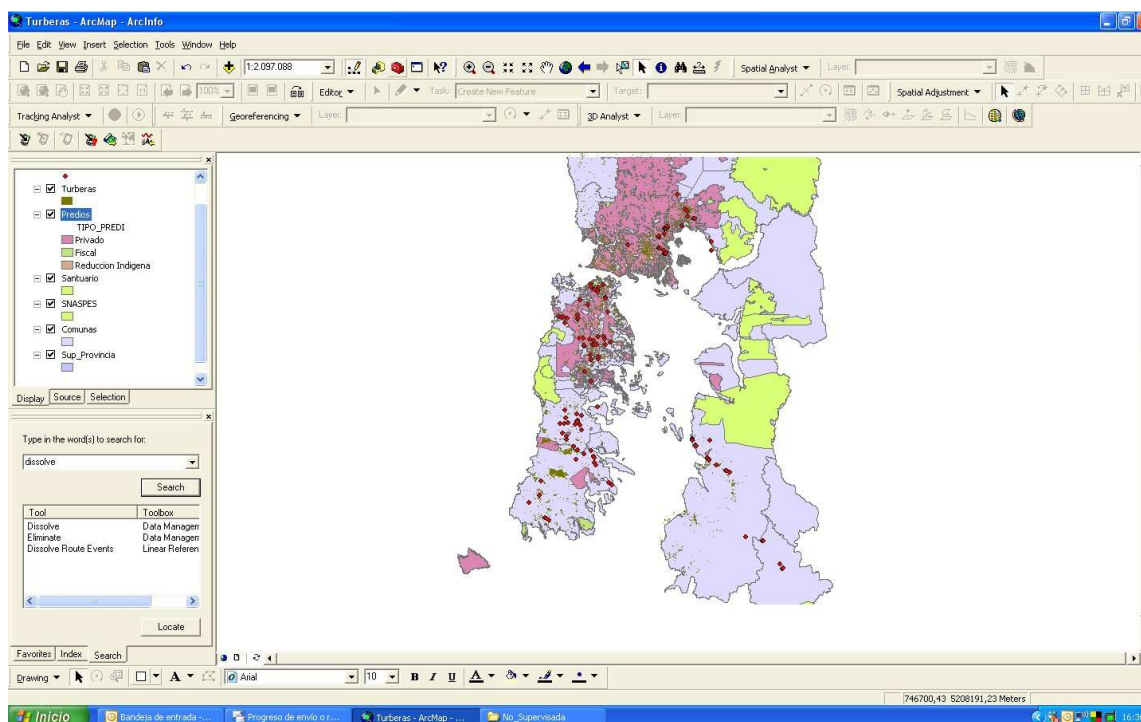 Turberas - ArcMap - ArcInfo
File Edit View Insert Selection Tools Window Help
1:2.097.088
Spatial Analyst Layer:
100%
Editor Task: Create New Feature Target:
Spatial Adjustment
Tracking Analyst
Georeferencing Layer:
3D Analyst Layer:
Turberas
Predios
TIPO_PREDI
Privado
Fiscal
Reduccion Indigena
Santuario
SNASPES
Comunas
Sup_Provincia
Display Source Selection
Type in the word(s) to search for:
dissolve
Search
Tool Toolbox
Dissolve Data Managen
Eliminate Data Managen
Dissolve Route Events Linear Referen
Locate
Favorites Index Search
Drawing A Arial 10 B I U A
746700,43 5208191,23 Meters
Inicio Bandeja de entrada -... Progreso de envío o r... Turberas - ArcMap - ... No_Supervisada